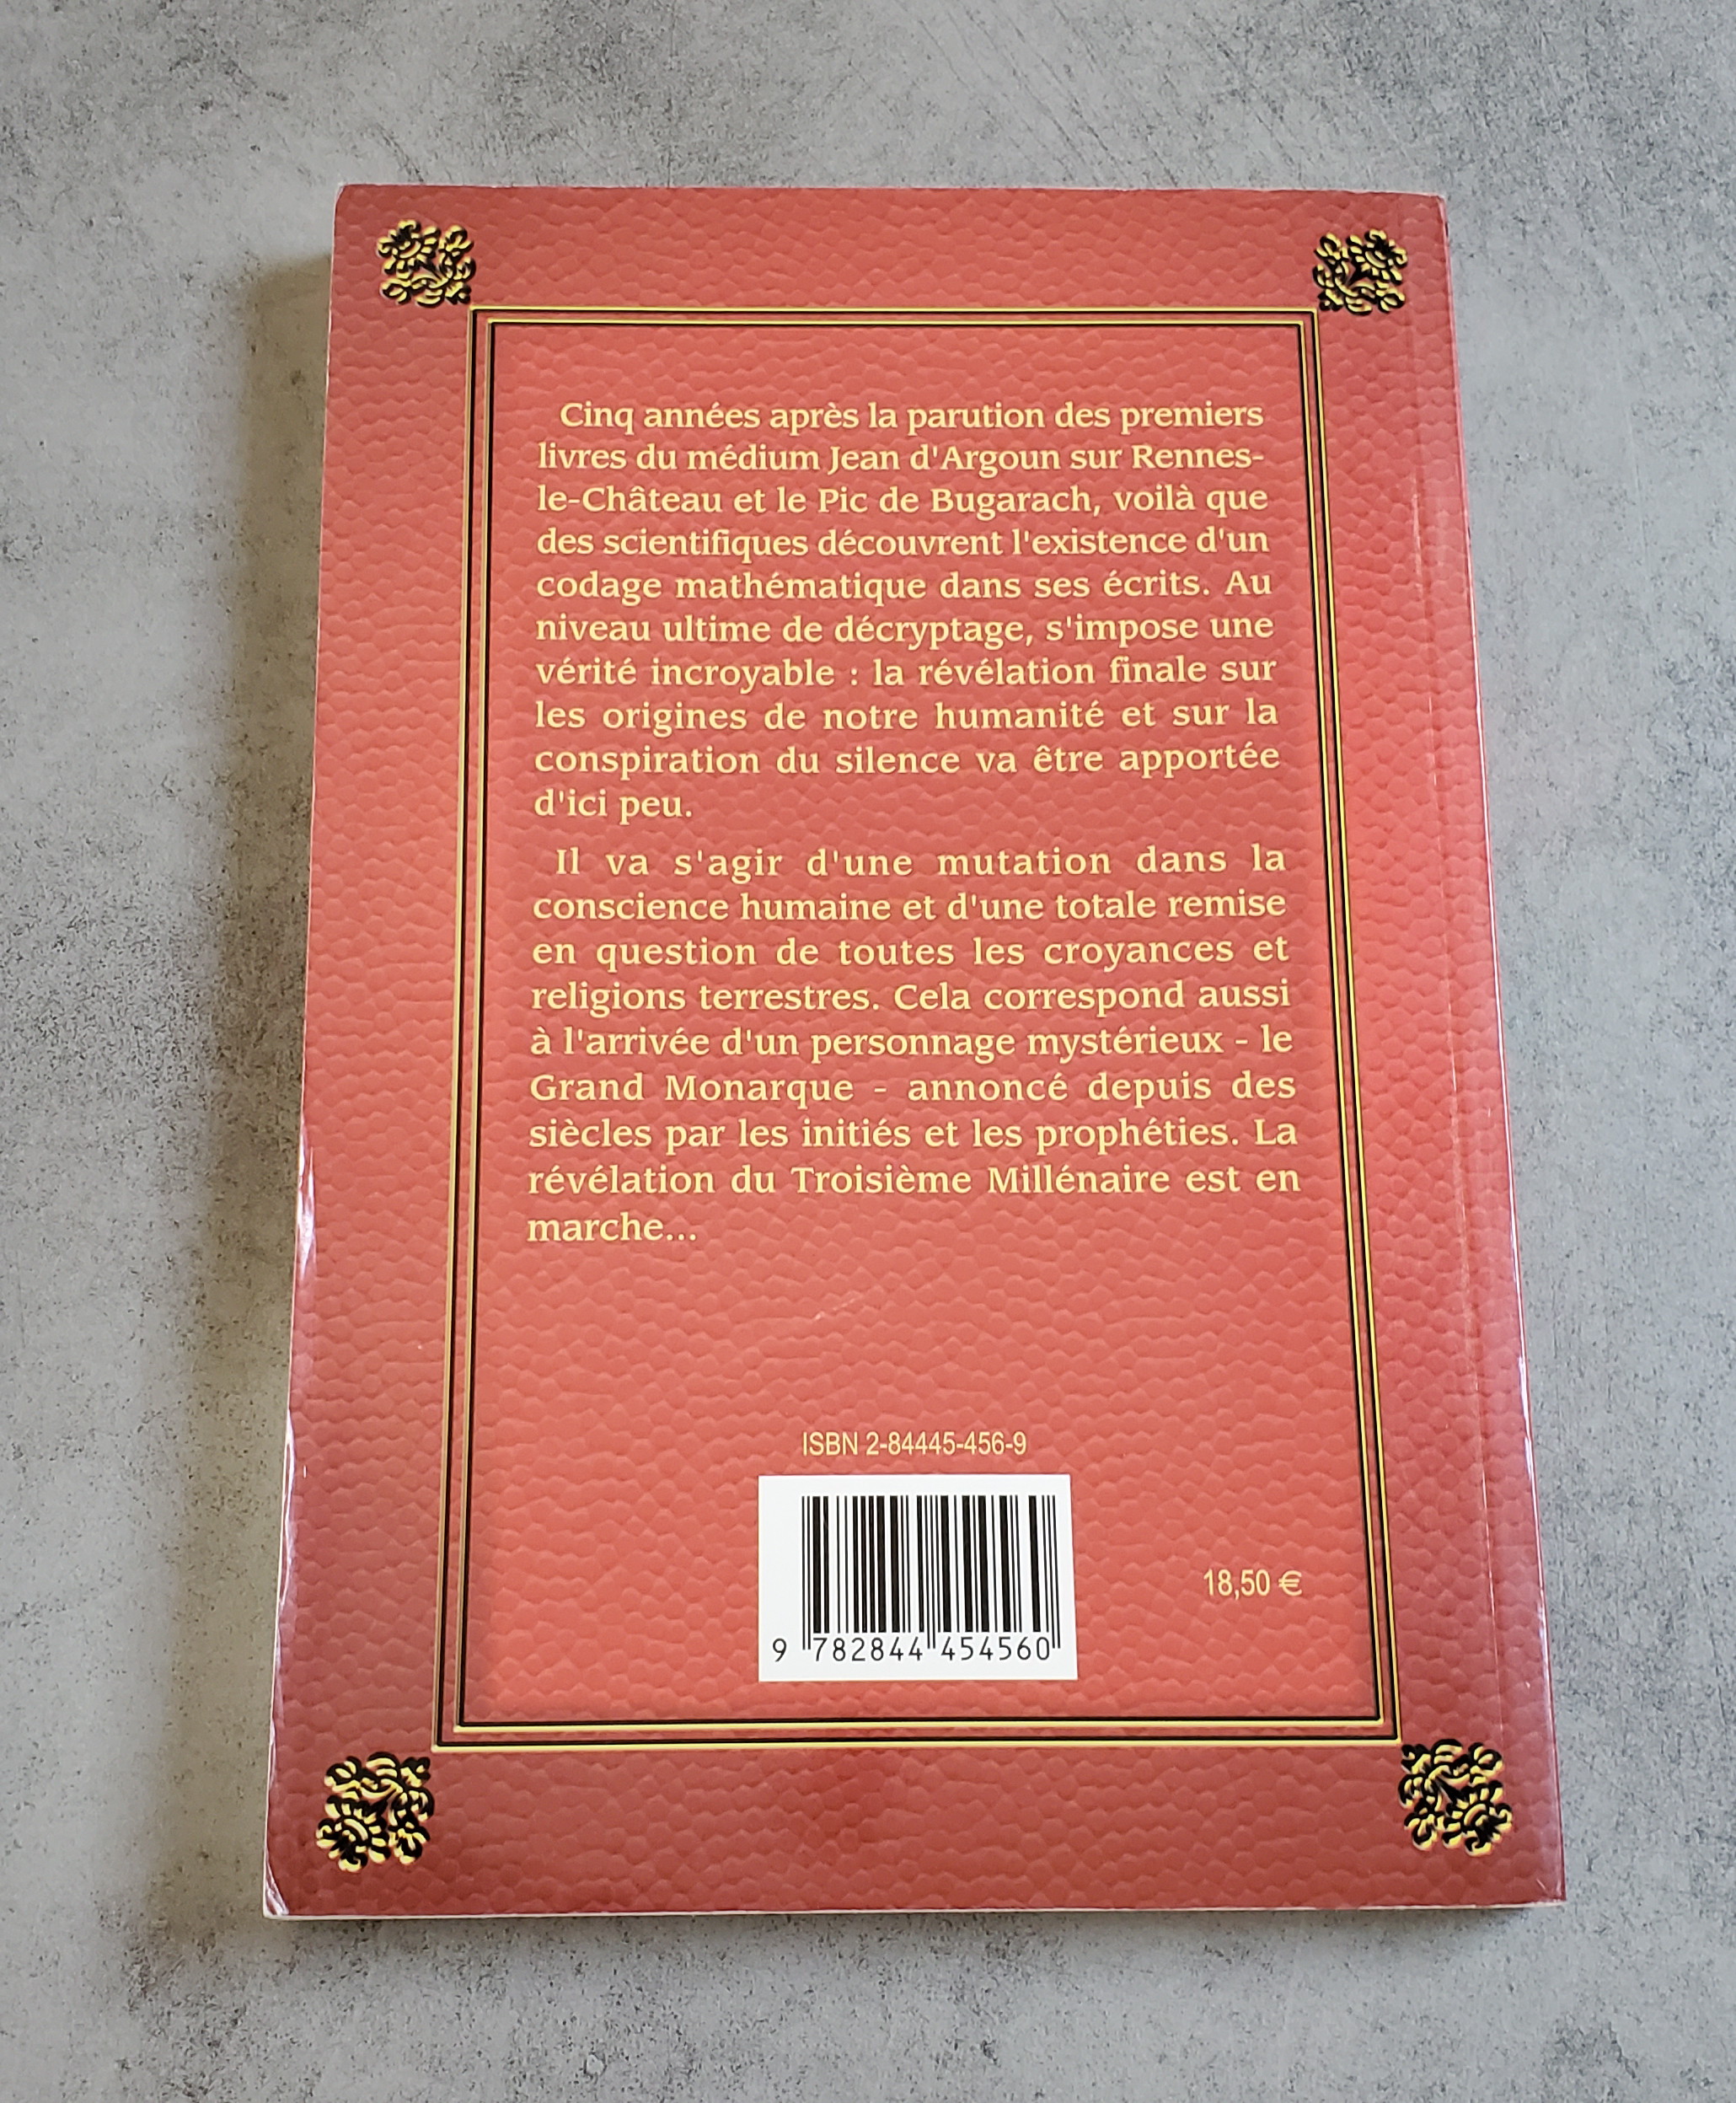 Cinq années après la parution des premiers
livres du médium Jean d'Argoun sur Rennes-
le-Château et le Pic de Bugarach, voilà que
des scientifiques découvrent l'existence d'un
codage mathématique dans ses écrits. Au
niveau ultime de décryptage, s'impose une
vérité incroyable : la révélation finale sur
les origines de notre humanité et sur la
conspiration du silence va être apportée
d'ici peu.
Il va s'agir d'une mutation dans la
conscience humaine et d'une totale remise
en question de toutes les croyances et
religions terrestres. Cela correspond aussi
à l'arrivée d'un personnage mystérieux - le
Grand Monarque - annoncé depuis des
siècles par les initiés et les prophéties. La
révélation du Troisième Millénaire est en
marche...
ISBN 2-84445-456-9
9 782844 454560
18,50 €